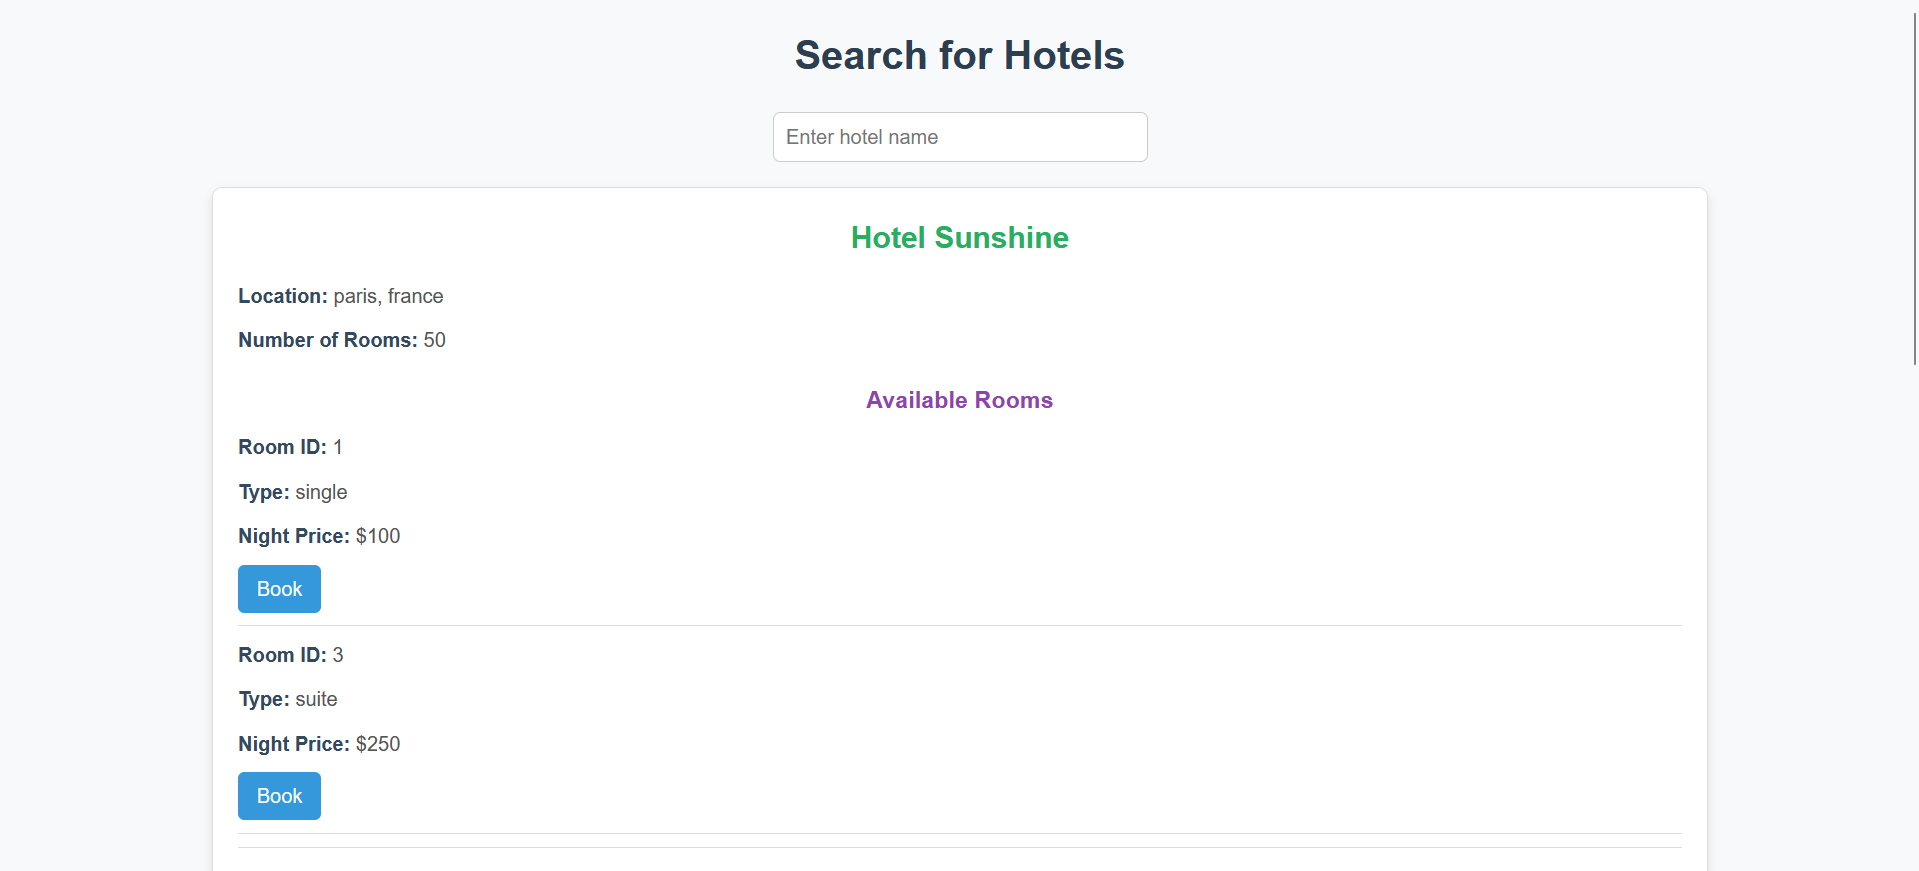 Search for Hotels
Enter hotel name
Hotel Sunshine
Location: paris, france
Number of Rooms: 50
Available Rooms
Room ID: 1
Type: single
Night Price: $100
Book
Room ID: 3
Type: suite
Night Price: $250
Book